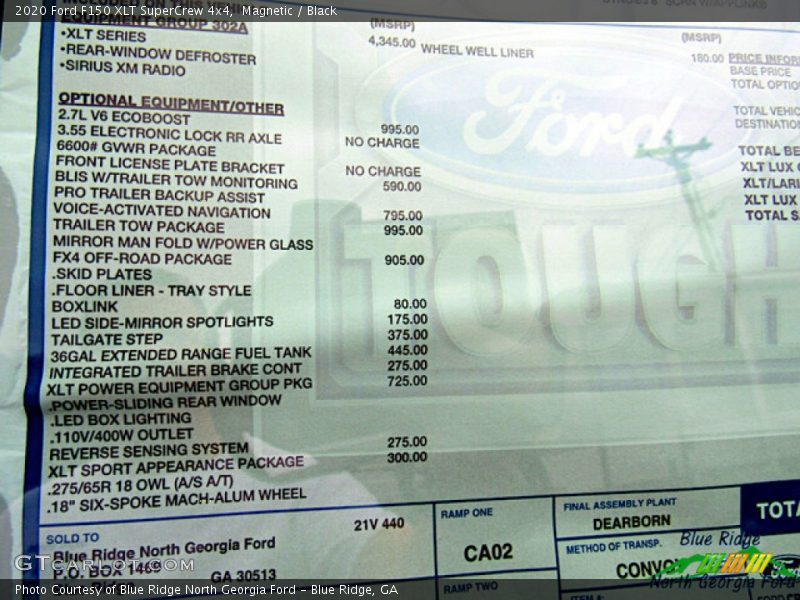 2020 Ford F150 XLT SuperCrew 4x4, Magnetic / Black
EQUIPMENT GROUP 302A
•XLT SERIES
•REAR-WINDOW DEFROSTER
•SIRIUS XM RADIO
(MSRP)
4,345.00
WHEEL WELL LINER
(MSRP)
180.00
OPTIONAL EQUIPMENT/OTHER
2.7L V6 ECOBOOST 995.00
3.55 ELECTRONIC LOCK RR AXLE NO CHARGE
6600# GVWR PACKAGE
FRONT LICENSE PLATE BRACKET NO CHARGE
BLIS W/TRAILER TOW MONITORING 590.00
PRO TRAILER BACKUP ASSIST
VOICE-ACTIVATED NAVIGATION 795.00
TRAILER TOW PACKAGE 995.00
MIRROR MAN FOLD W/POWER GLASS
FX4 OFF-ROAD PACKAGE 905.00
.SKID PLATES
.FLOOR LINER - TRAY STYLE
BOXLINK 80.00
LED SIDE-MIRROR SPOTLIGHTS 175.00
TAILGATE STEP 375.00
36GAL EXTENDED RANGE FUEL TANK 445.00
INTEGRATED TRAILER BRAKE CONT 275.00
XLT POWER EQUIPMENT GROUP PKG 725.00
.POWER-SLIDING REAR WINDOW
.LED BOX LIGHTING
.110V/400W OUTLET
REVERSE SENSING SYSTEM 275.00
XLT SPORT APPEARANCE PACKAGE 300.00
.275/65R 18 OWL (A/S A/T)
.18" SIX-SPOKE MACH-ALUM WHEEL
PRICE INFOR
BASE PRICE
TOTAL OPTIO
TOTAL VEHIC
DESTINATION
TOTAL BE
XLT LUX
XLT/LARI
XLT LUX
TOTAL S
Ford
TOUGH
SOLD TO
21V 440
Blue Ridge North Georgia Ford
P.O. BOX 1465
GA 30513
RAMP ONE
CA02
RAMP TWO
FINAL ASSEMBLY PLANT
DEARBORN
METHOD OF TRANSP.
CONVO
ITEM #:
TOTA
Blue Ridge
North Georgia Ford
GTCarLot.com
Photo Courtesy of Blue Ridge North Georgia Ford - Blue Ridge, GA